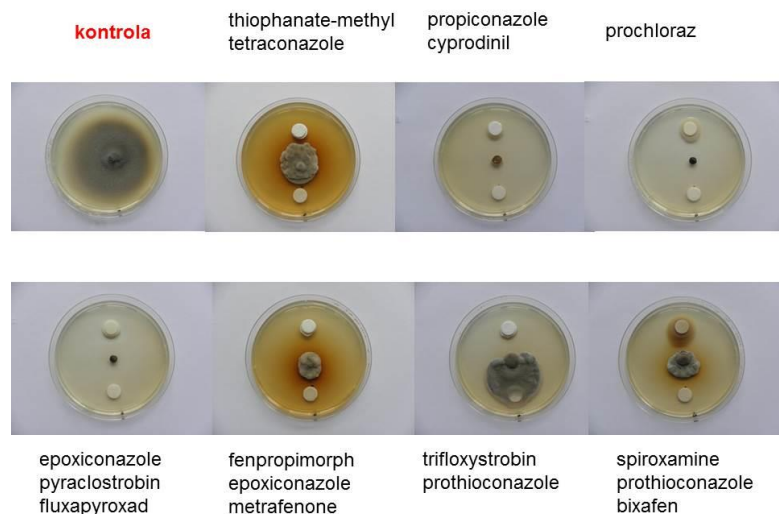 kontrola
thiophanate-methyl
tetraconazole
propiconazole
cyprodinil
prochloraz
epoxiconazole
pyraclostrobin
fluxapyroxad
fenpropimorph
epoxiconazole
metrafenone
trifloxystrobin
prothioconazole
spiroxamine
prothioconazole
bixafen